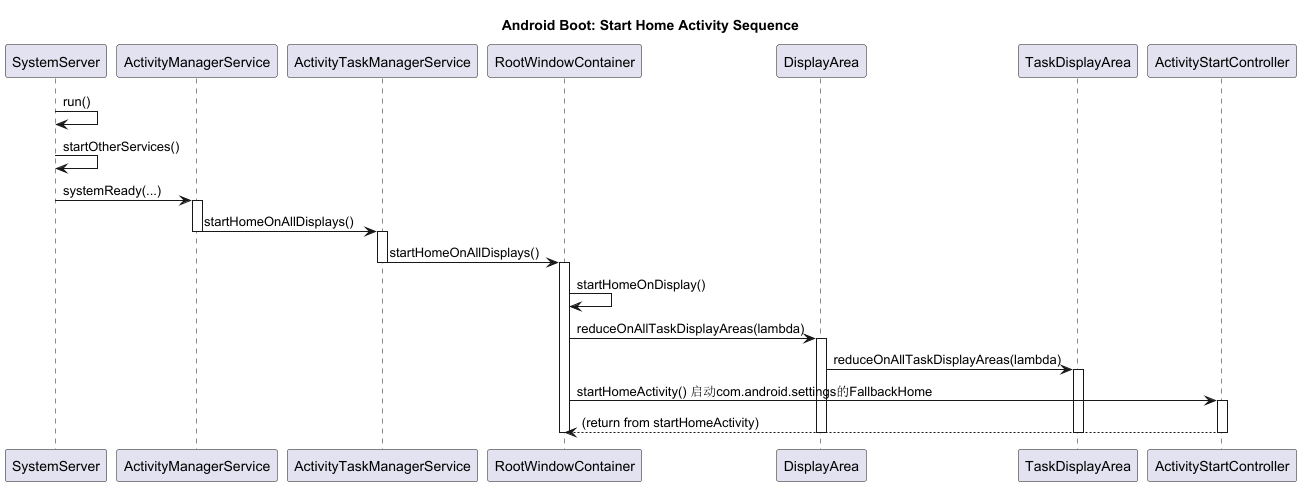 Android Boot: Start Home Activity Sequence
SystemServer ActivityManagerService ActivityTaskManagerService RootWindowContainer DisplayArea TaskDisplayArea ActivityStartController
run()
startOtherServices()
systemReady(...)
startHomeOnAllDisplays()
startHomeOnAllDisplays()
startHomeOnDisplay()
reduceOnAllTaskDisplayAreas(lambda)
reduceOnAllTaskDisplayAreas(lambda)
startHomeActivity() 启动com.android.settings的FallbackHome
(return from startHomeActivity)
SystemServer ActivityManagerService ActivityTaskManagerService RootWindowContainer DisplayArea TaskDisplayArea ActivityStartController